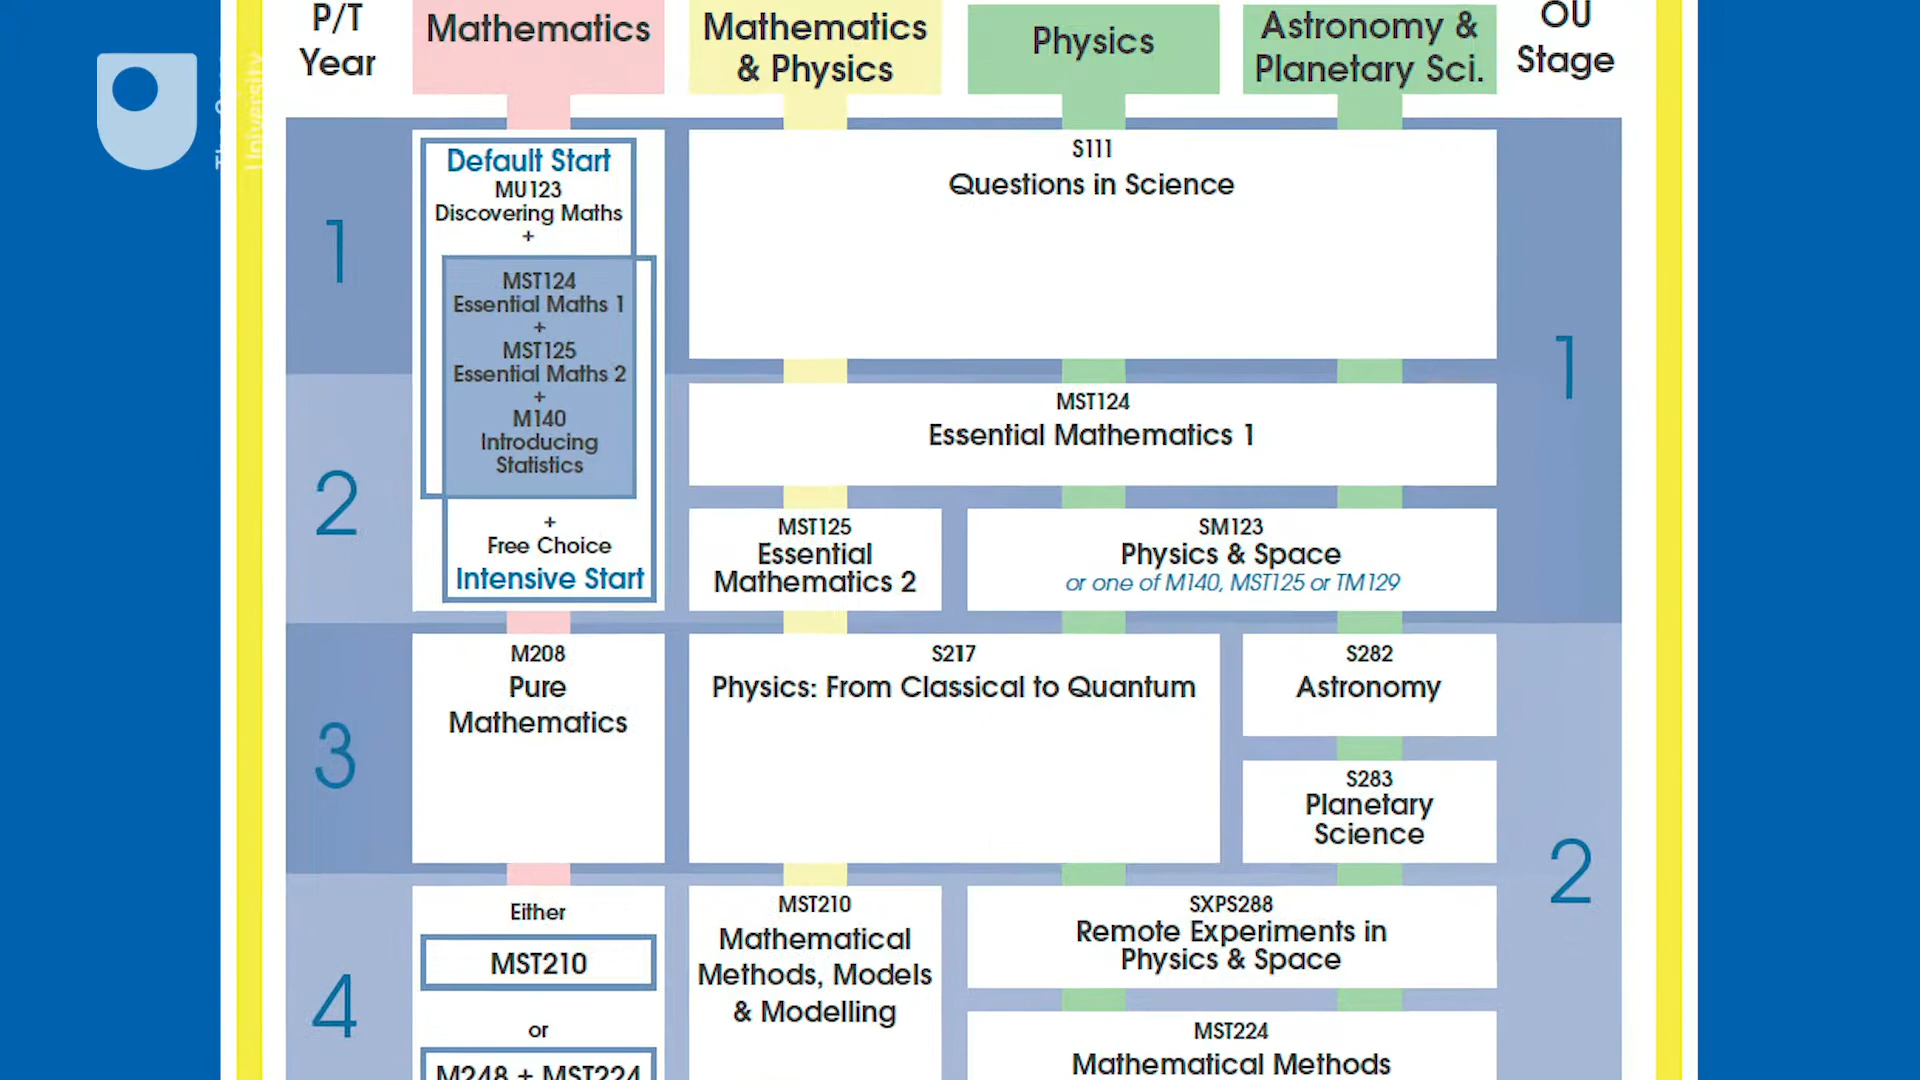 P/T
Year
Mathematics
Mathematics
& Physics
Physics
Astronomy &
Planetary Sci.
OU
Stage
University
1
Default Start
MU123
Discovering Maths
+
MST124
Essential Maths 1
+
MST125
Essential Maths 2
+
M140
Introducing
Statistics
+
Free Choice
Intensive Start
S111
Questions in Science
1
2
MST124
Essential Mathematics 1
MST125
Essential
Mathematics 2
SM123
Physics & Space
or one of M140, MST125 or TM129
3
M208
Pure
Mathematics
S217
Physics: From Classical to Quantum
S282
Astronomy
S283
Planetary
Science
2
4
Either
MST210
or
M248 + MST224
MST210
Mathematical
Methods, Models
& Modelling
SXPS288
Remote Experiments in
Physics & Space
MST224
Mathematical Methods